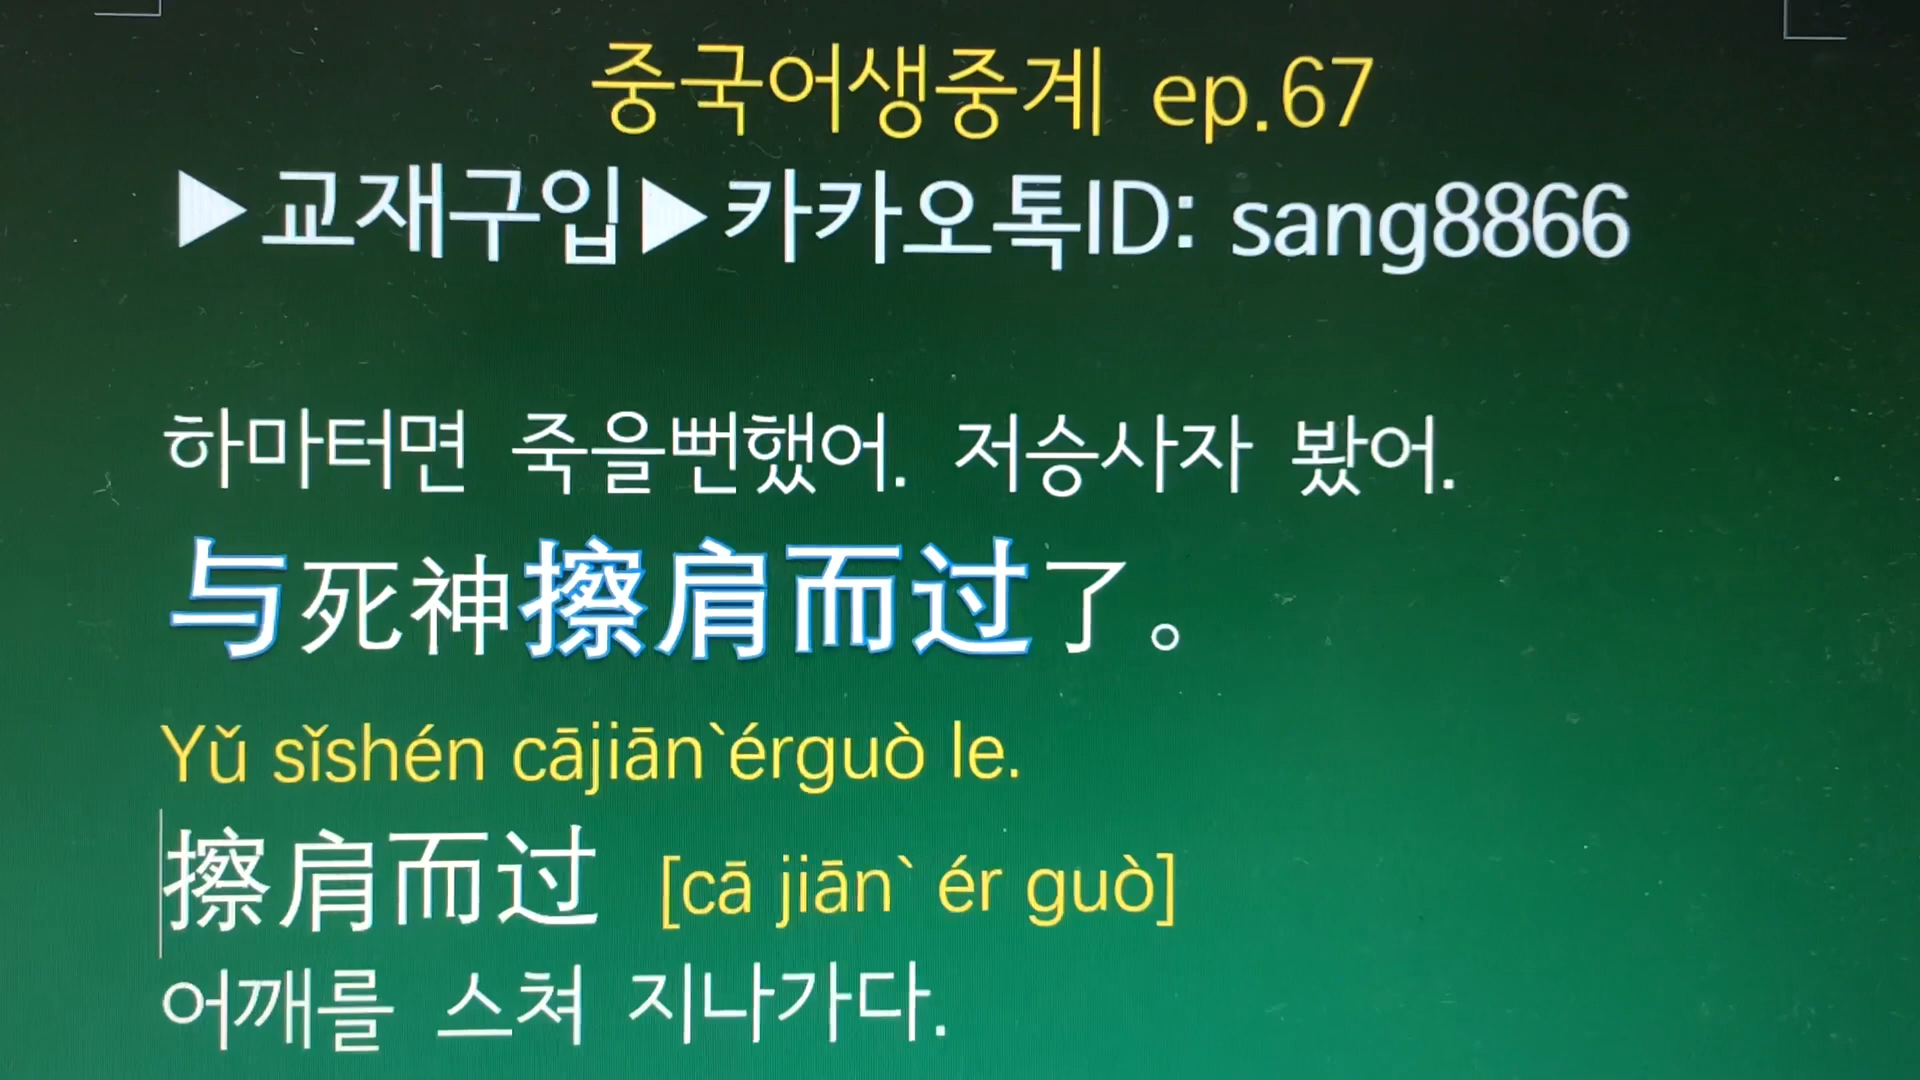 중국어생중계 ep.67
▶교재구입▶카카오톡ID: sang8866
하마터면 죽을뻔했어. 저승사자 봤어.
与死神擦肩而过了。
Yǔ sǐshén cājiān`érguò le.
擦肩而过 [cā jiān` ér guò]
어깨를 스쳐 지나가다.